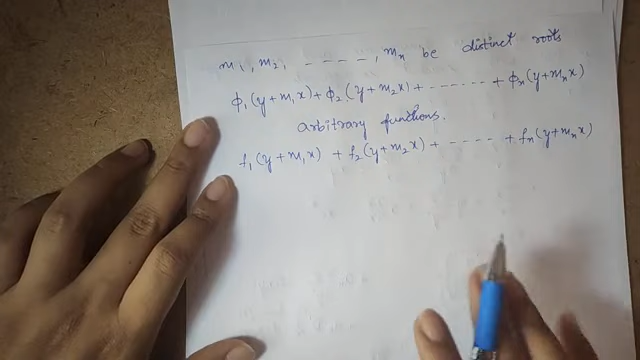 m₁, m₂, -----, mₙ be distinct roots
ϕ₁(y+m₁x)+ϕ₂(y+m₂x)+------+ϕₙ(y+mₙx)
arbitrary functions.
f₁(y+m₁x)+f₂(y+m₂x)+----+fₙ(y+mₙx)